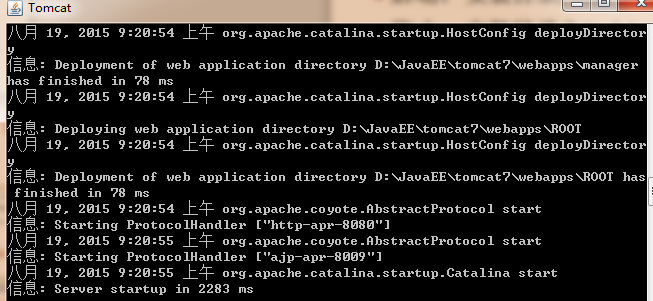 Tomcat
八月 19, 2015 9:20:54 上午 org.apache.catalina.startup.HostConfig deployDirector
y
信息: Deployment of web application directory D:\JavaEE\tomcat7\webapps\manager
has finished in 78 ms
八月 19, 2015 9:20:54 上午 org.apache.catalina.startup.HostConfig deployDirector
y
信息: Deploying web application directory D:\JavaEE\tomcat7\webapps\ROOT
八月 19, 2015 9:20:54 上午 org.apache.catalina.startup.HostConfig deployDirector
y
信息: Deployment of web application directory D:\JavaEE\tomcat7\webapps\ROOT has
finished in 78 ms
八月 19, 2015 9:20:54 上午 org.apache.coyote.AbstractProtocol start
信息: Starting ProtocolHandler ["http-apr-8080"]
八月 19, 2015 9:20:55 上午 org.apache.coyote.AbstractProtocol start
信息: Starting ProtocolHandler ["ajp-apr-8009"]
八月 19, 2015 9:20:55 上午 org.apache.catalina.startup.Catalina start
信息: Server startup in 2283 ms